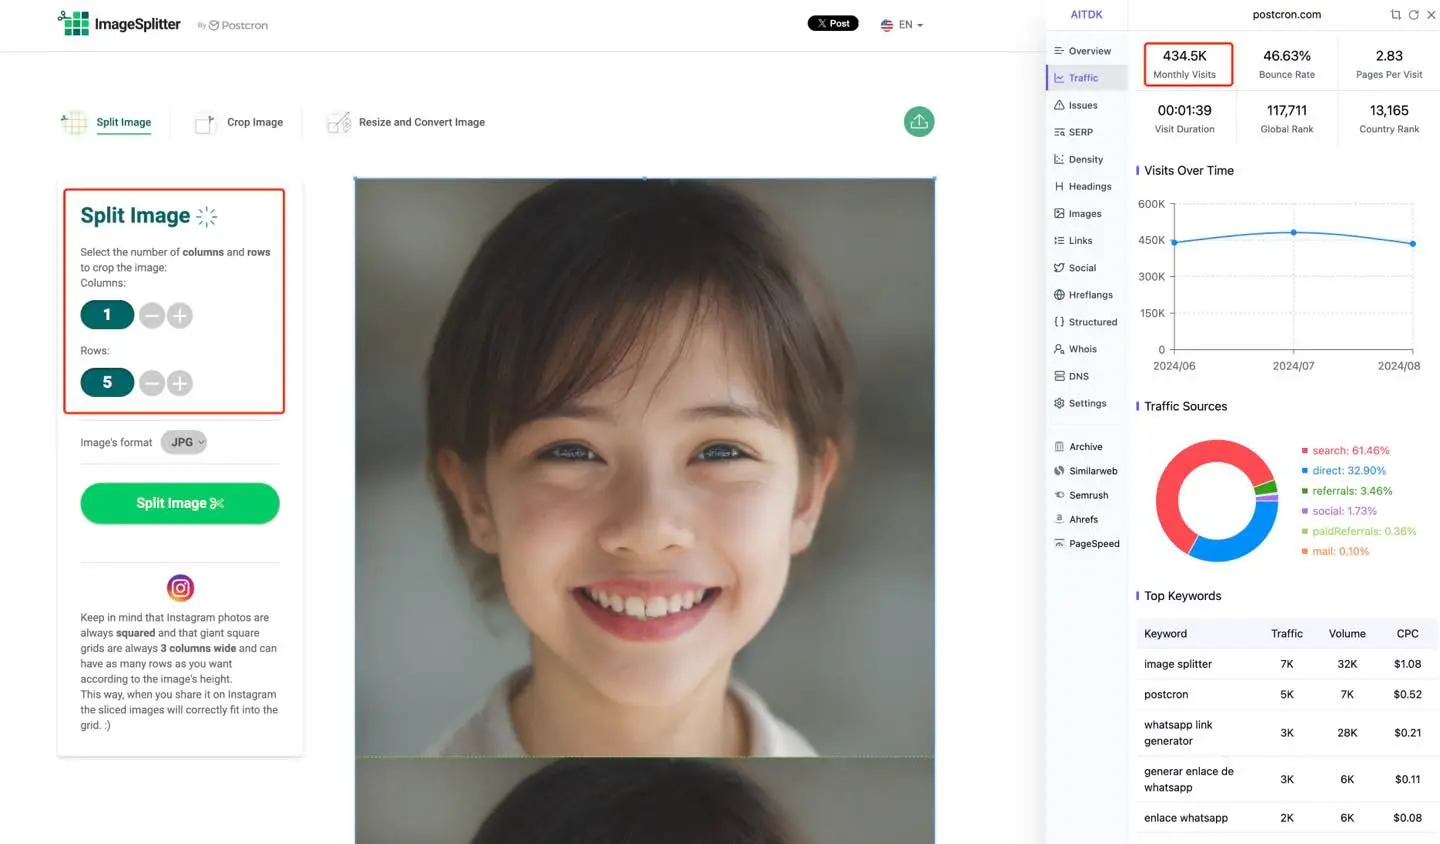 ImageSplitter By Postcron
X Post
EN
Split Image
Crop Image
Resize and Convert Image
Split Image
Select the number of columns and rows
to crop the image:
Columns:
1
Rows:
5
Image's format JPG
Split Image
Keep in mind that Instagram photos are
always squared and that giant square
grids are always 3 columns wide and can
have as many rows as you want
according to the image's height.
This way, when you share it on Instagram
the sliced images will correctly fit into the
grid. :)
AITDK
Overview
Traffic
Issues
SERP
Density
Headings
Images
Links
Social
Hreflangs
Structured
Whois
DNS
Settings
Archive
Similarweb
Semrush
Ahrefs
PageSpeed
postcron.com
434.5K 46.63% 2.83
Monthly Visits Bounce Rate Pages Per Visit
00:01:39 117,711 13,165
Visit Duration Global Rank Country Rank
Visits Over Time
600K
450K
300K
150K
0
2024/06 2024/07 2024/08
Traffic Sources
search: 61.46%
direct: 32.90%
referrals: 3.46%
social: 1.73%
paidReferrals: 0.36%
mail: 0.10%
Top Keywords
Keyword Traffic Volume CPC
image splitter 7K 32K $1.08
postcron 5K 7K $0.52
whatsapp link
generator 3K 28K $0.21
generar enlace de
whatsapp 3K 6K $0.11
enlace whatsapp 2K 6K $0.08